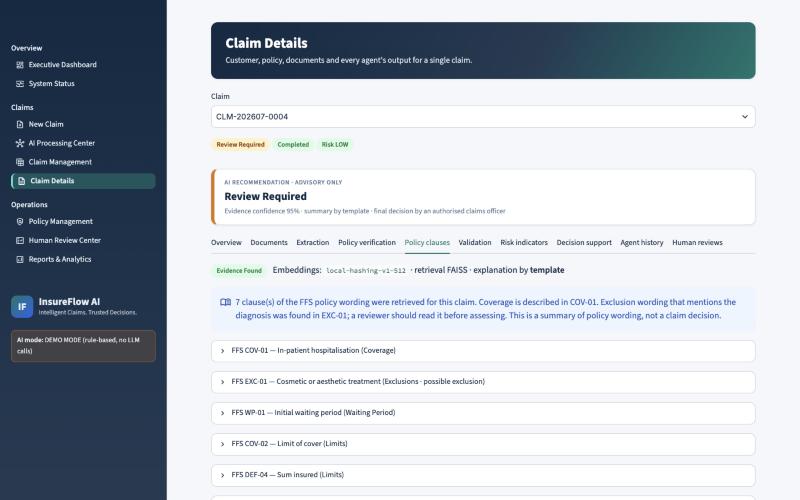 Overview
Executive Dashboard
System Status
Claims
New Claim
AI Processing Center
Claim Management
Claim Details
Operations
Policy Management
Human Review Center
Reports & Analytics
IF
InsureFlow AI
Intelligent Claims. Trusted Decisions.
AI mode: DEMO MODE (rule-based, no LLM
calls)
Claim Details
Customer, policy, documents and every agent's output for a single claim.
Claim
CLM-202607-0004
Review Required Completed Risk LOW
AI RECOMMENDATION · ADVISORY ONLY
Review Required
Evidence confidence 95% · summary by template · final decision by an authorised claims officer
Overview Documents Extraction Policy verification Policy clauses Validation Risk indicators Decision support Agent history Human reviews
Evidence Found Embeddings: local-hashing-v1-512 · retrieval FAISS · explanation by template
7 clause(s) of the FFS policy wording were retrieved for this claim. Coverage is described in COV-01. Exclusion wording that mentions the
diagnosis was found in EXC-01; a reviewer should read it before assessing. This is a summary of policy wording, not a claim decision.
FFS COV-01 — In-patient hospitalisation (Coverage)
FFS EXC-01 — Cosmetic or aesthetic treatment (Exclusions · possible exclusion)
FFS WP-01 — Initial waiting period (Waiting Period)
FFS COV-02 — Limit of cover (Limits)
FFS DEF-04 — Sum insured (Limits)